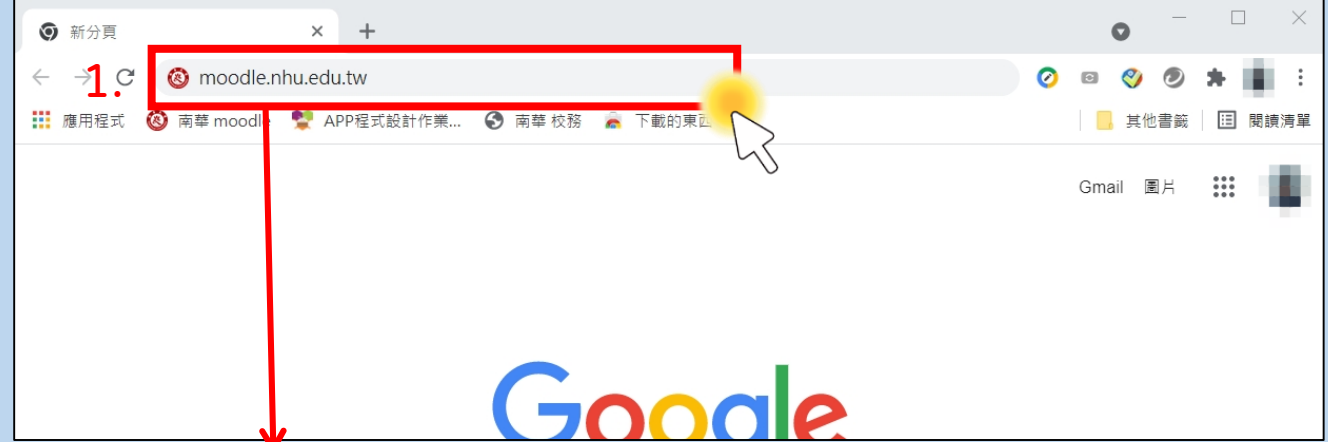 新分頁
1.
moodle.nhu.edu.tw
應用程式 南華 moodle APP程式設計作業... 南華 校務 下載的東西 其他書籤 閱讀清單
Gmail 圖片
Google